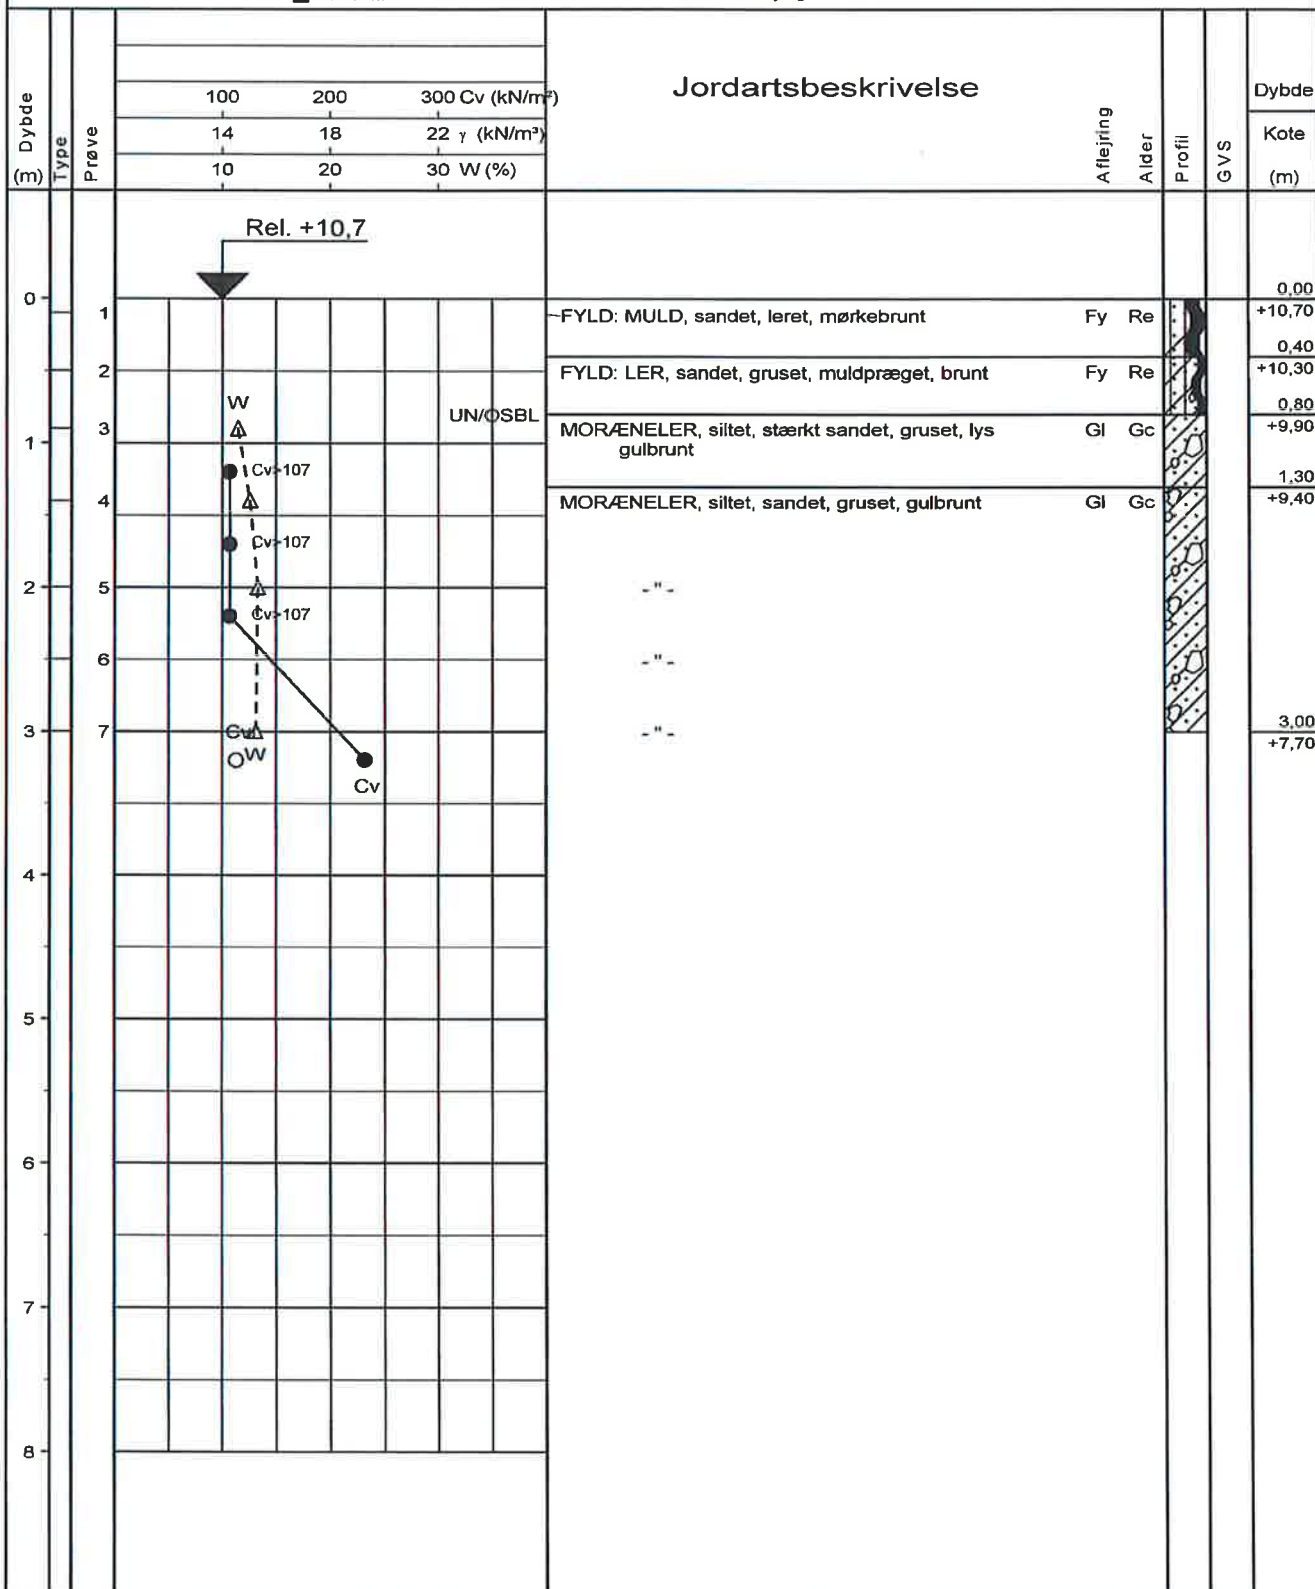 Jordartsbeskrivelse
Dybde
(m)
Type
Prøve
100 200 300 Cv (kN/m²)
14 18 22 γ (kN/m³)
10 20 30 W (%)
Aflejring
Alder
Profil
GVS
Dybde
Kote
(m)
Rel. +10,7
0,00
0
1 FYLD: MULD, sandet, leret, mørkebrunt Fy Re +10,70
0,40
2 FYLD: LER, sandet, gruset, muldpræget, brunt Fy Re +10,30
W
UN/OSBL
0,80
3 MORÆNELER, siltet, stærkt sandet, gruset, lys Gl Gc +9,90
gulbrunt
1
Cv>107
1,30
4 MORÆNELER, siltet, sandet, gruset, gulbrunt Gl Gc +9,40
Cv>107
2 5 -"-
Cv>107
6 -"-
3 7 Cv -"- 3,00
W
+7,70
Cv
4
5
6
7
8